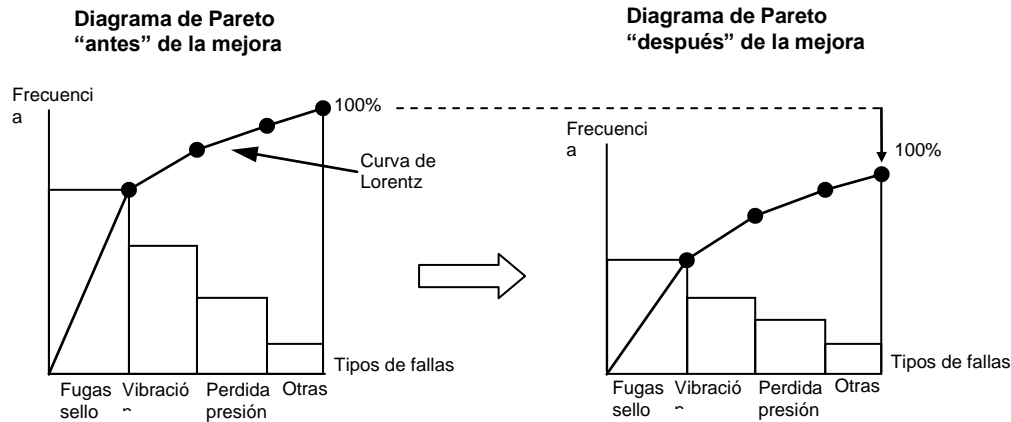 Diagrama de Pareto
“antes” de la mejora
Frecuenci
a
100%
Curva de
Lorentz
Tipos de fallas
Fugas
sello
Vibració
Perdida
presión
Otras
Diagrama de Pareto
“después” de la mejora
Frecuenci
a
100%
Tipos de fallas
Fugas
sello
Vibració
Perdida
presión
Otras